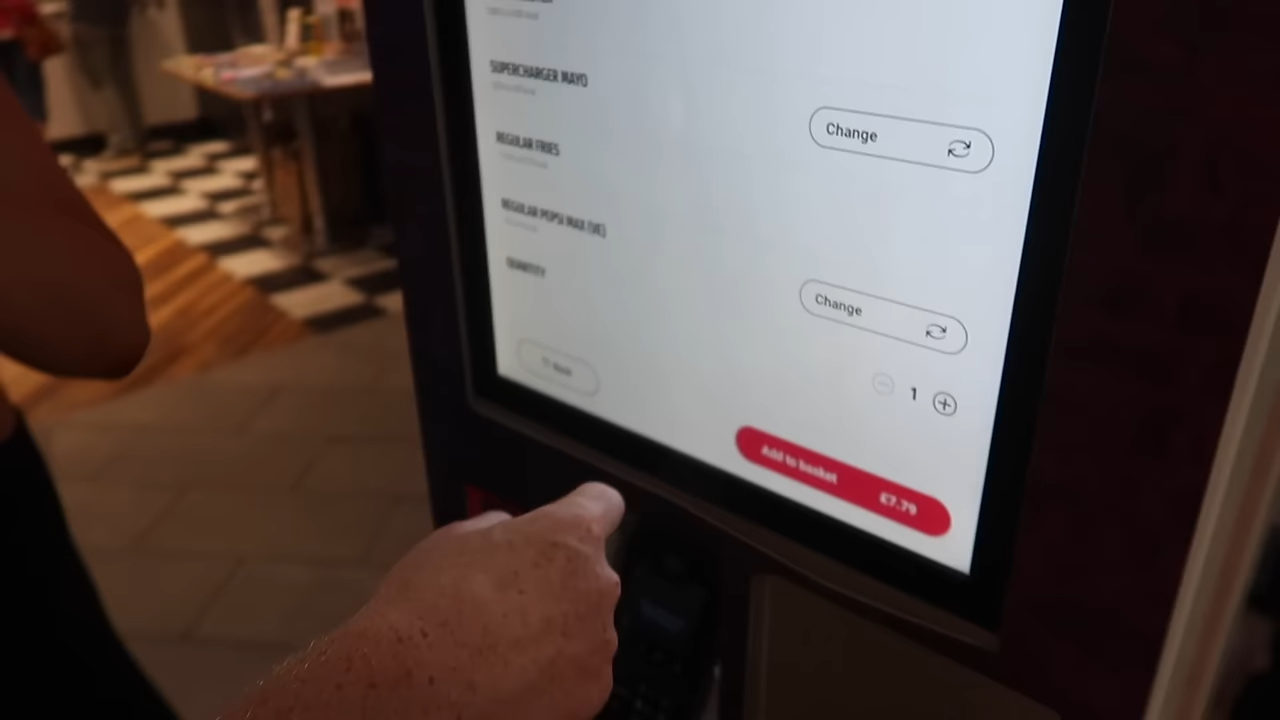 SUPERCHARGER MAYO
Change
REGULAR FRIES
REGULAR PEPSI MAX (VE)
Change
QUANTITY
1
Back
Add to basket £7.79